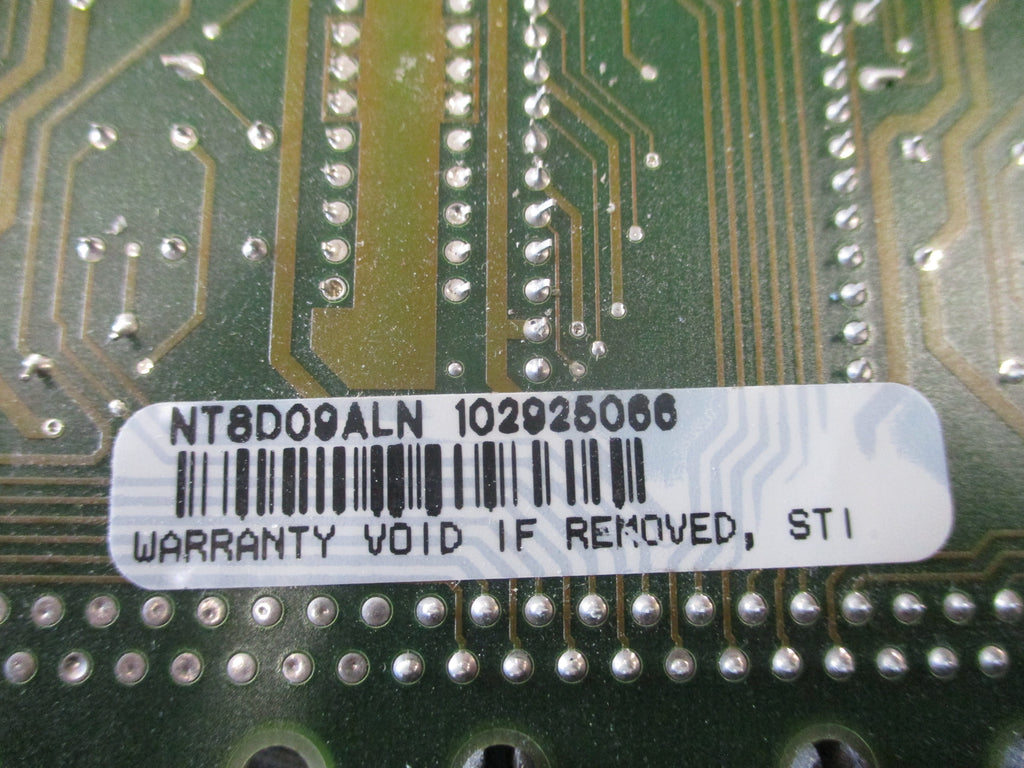 NT8D09ALN 102925066
WARRANTY VOID IF REMOVED, STI